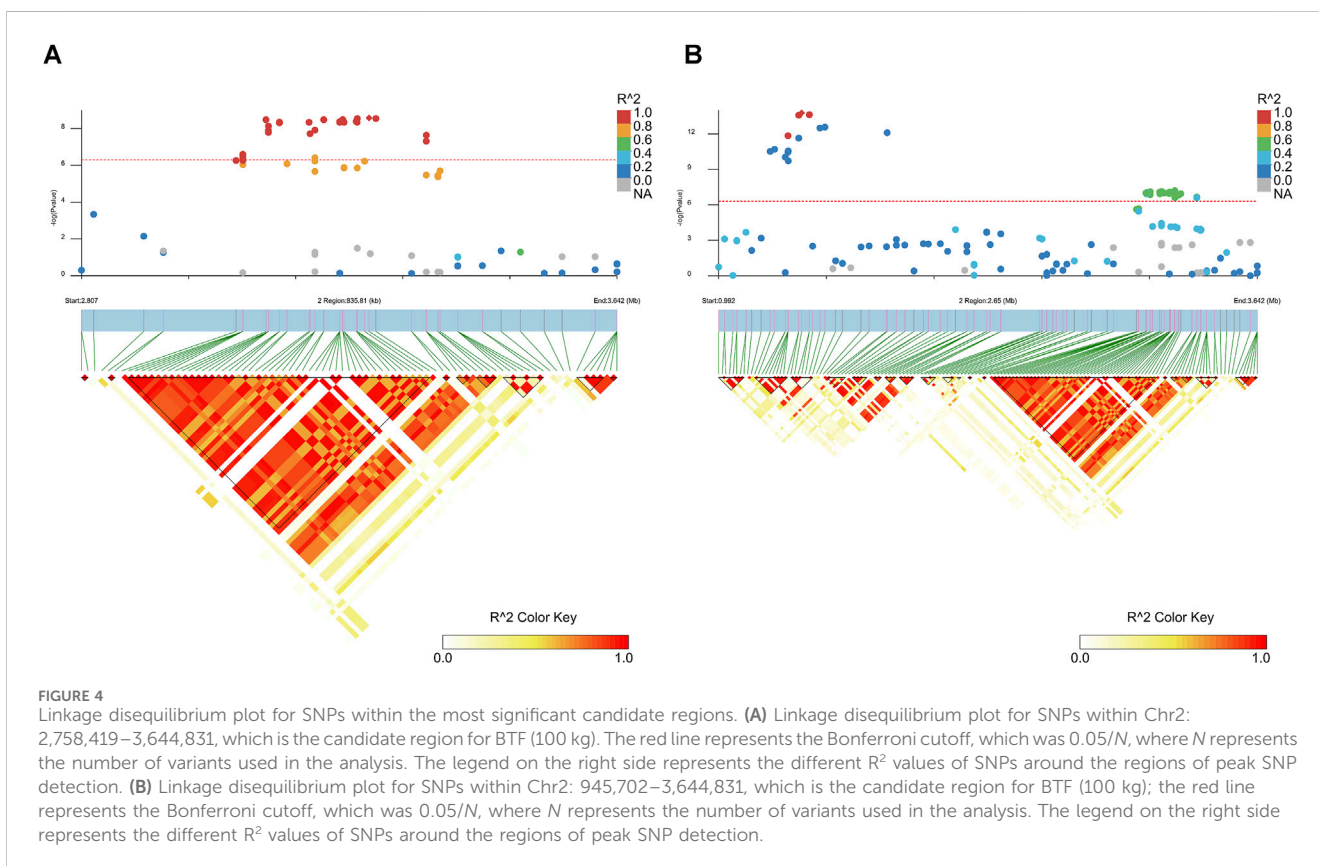 A
B
R^2
1.0
0.8
0.6
0.4
0.2
0.0
NA
8
6
4
2
0
-log(Pvalue)
Start:2.807
2 Region:835.81 (kb)
End:3.642 (Mb)
R^2 Color Key
0.0
1.0
R^2
1.0
0.8
0.6
0.4
0.2
0.0
NA
12
9
6
3
0
-log(Pvalue)
Start:0.992
2 Region:2.65 (Mb)
End:3.642 (Mb)
R^2 Color Key
0.0
1.0
FIGURE 4
Linkage disequilibrium plot for SNPs within the most significant candidate regions. (A) Linkage disequilibrium plot for SNPs within Chr2:
2,758,419–3,644,831, which is the candidate region for BTF (100 kg). The red line represents the Bonferroni cutoff, which was 0.05/N, where N represents
the number of variants used in the analysis. The legend on the right side represents the different R² values of SNPs around the regions of peak SNP
detection. (B) Linkage disequilibrium plot for SNPs within Chr2: 945,702–3,644,831, which is the candidate region for BTF (100 kg); the red line
represents the Bonferroni cutoff, which was 0.05/N, where N represents the number of variants used in the analysis. The legend on the right side
represents the different R² values of SNPs around the regions of peak SNP detection.